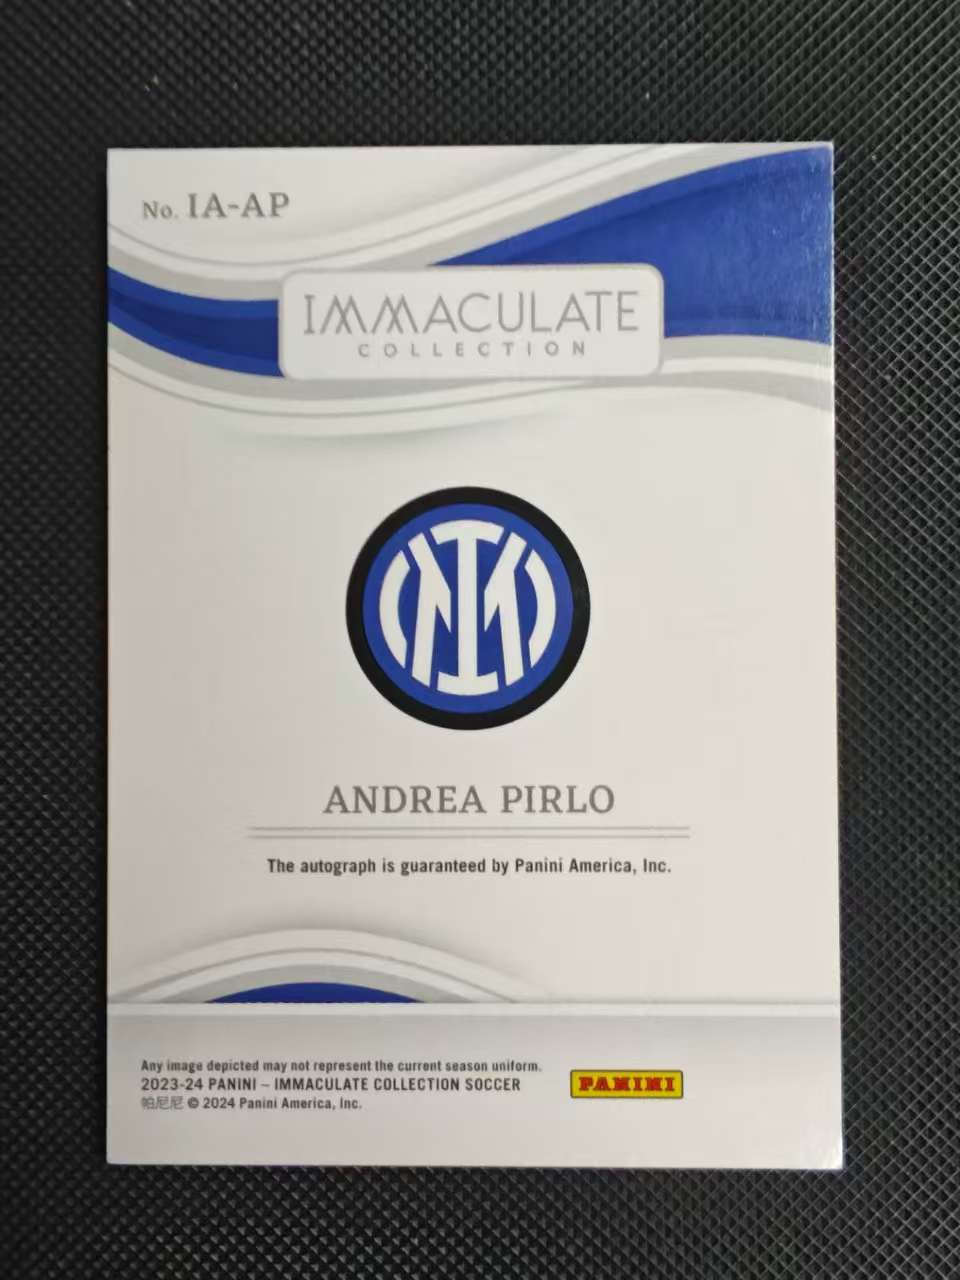 No. IA-AP
IMMACULATE
COLLECTION
ANDREA PIRLO
The autograph is guaranteed by Panini America, Inc.
Any image depicted may not represent the current season uniform.
2023-24 PANINI – IMMACULATE COLLECTION SOCCER
帕尼尼 © 2024 Panini America, Inc.
PANINI